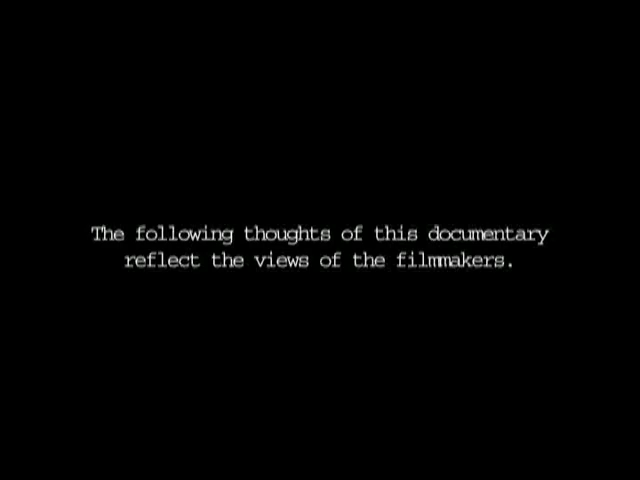 The following thoughts of this documentary
reflect the views of the filmmakers.